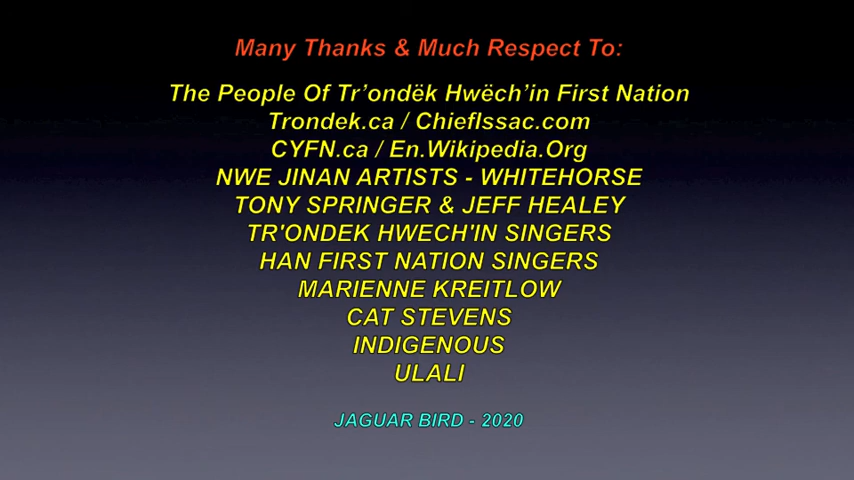 Many Thanks & Much Respect To:
The People Of Tr’ondëk Hwëch’in First Nation
Trondek.ca / ChiefIssac.com
CYFN.ca / En.Wikipedia.Org
NWE JINAN ARTISTS - WHITEHORSE
TONY SPRINGER & JEFF HEALEY
TR'ONDEK HWECH'IN SINGERS
HAN FIRST NATION SINGERS
MARIENNE KREITLOW
CAT STEVENS
INDIGENOUS
ULALI
JAGUAR BIRD - 2020